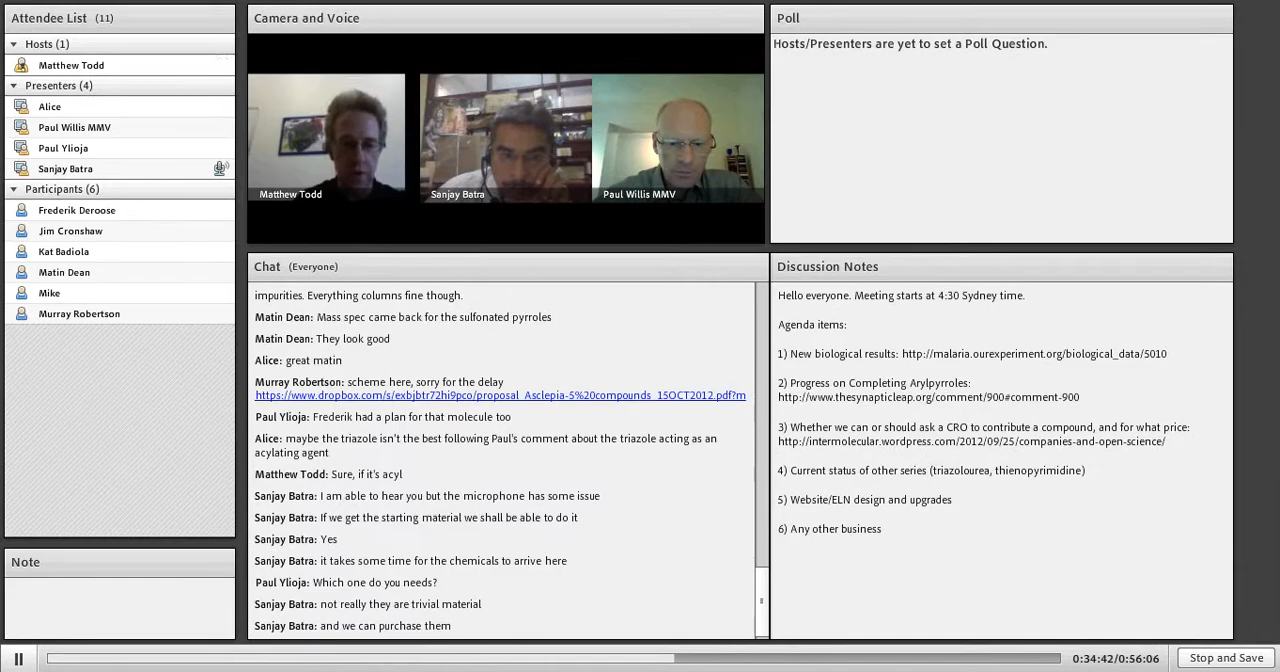 Attendee List (11)
Hosts (1)
Matthew Todd
Presenters (4)
Alice
Paul Willis MMV
Paul Ylioja
Sanjay Batra
Participants (6)
Frederik Deroose
Jim Cronshaw
Kat Badiola
Matin Dean
Mike
Murray Robertson
Note
Camera and Voice
Matthew Todd
Sanjay Batra
Paul Willis MMV
Poll
Hosts/Presenters are yet to set a Poll Question.
Chat (Everyone)
impurities. Everything columns fine though.
Matin Dean: Mass spec came back for the sulfonated pyrroles
Matin Dean: They look good
Alice: great matin
Murray Robertson: scheme here, sorry for the delay
https://www.dropbox.com/s/exbjbtr72hi9pco/proposal_Asclepia-5%20compounds_15OCT2012.pdf?m
Paul Ylioja: Frederik had a plan for that molecule too
Alice: maybe the triazole isn't the best following Paul's comment about the triazole acting as an
acylating agent
Matthew Todd: Sure, if it's acyl
Sanjay Batra: I am able to hear you but the microphone has some issue
Sanjay Batra: If we get the starting material we shall be able to do it
Sanjay Batra: Yes
Sanjay Batra: it takes some time for the chemicals to arrive here
Paul Ylioja: Which one do you needs?
Sanjay Batra: not really they are trivial material
Sanjay Batra: and we can purchase them
Discussion Notes
Hello everyone. Meeting starts at 4:30 Sydney time.
Agenda items:
1) New biological results: http://malaria.ourexperiment.org/biological_data/5010
2) Progress on Completing Arylpyrroles:
http://www.thesynapticleap.org/comment/900#comment-900
3) Whether we can or should ask a CRO to contribute a compound, and for what price:
http://intermolecular.wordpress.com/2012/09/25/companies-and-open-science/
4) Current status of other series (triazolourea, thienopyrimidine)
5) Website/ELN design and upgrades
6) Any other business
0:34:42/0:56:06
Stop and Save